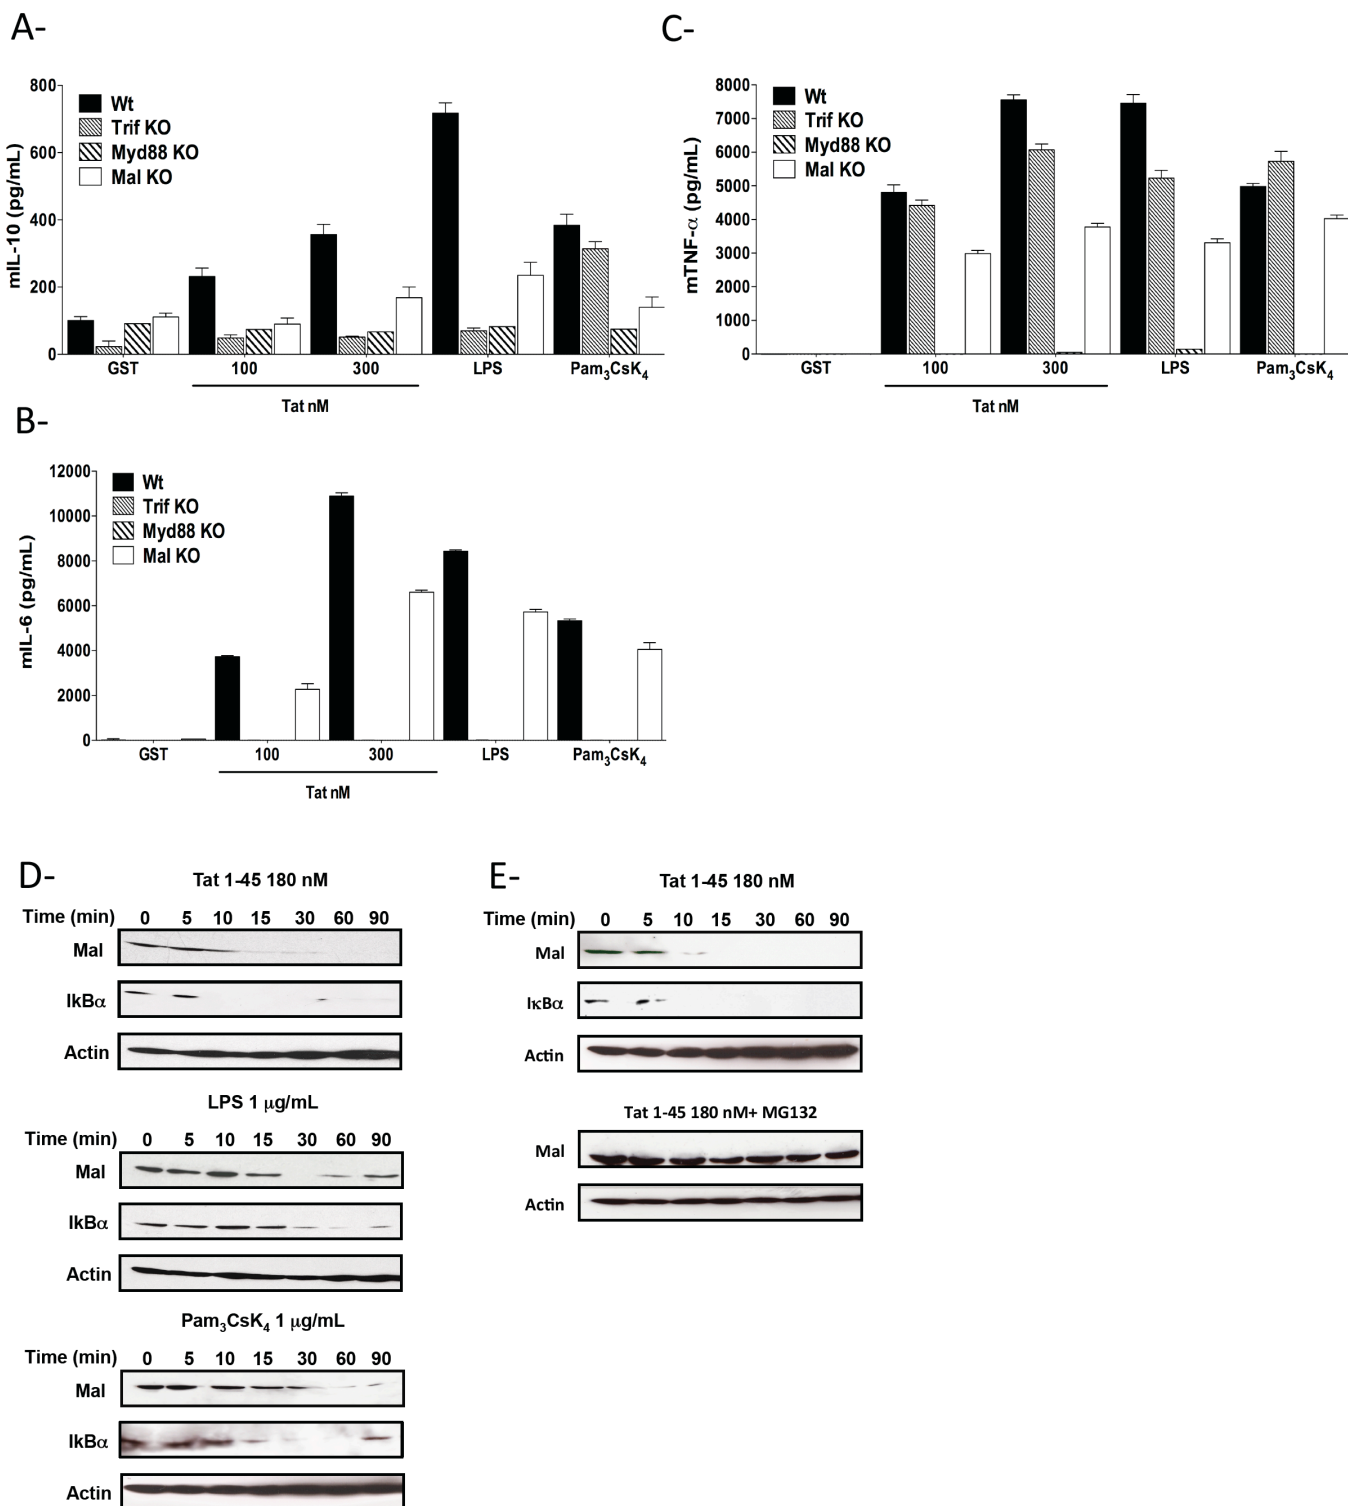 A-
mIL-10 (pg/mL)
800
600
400
200
0
Wt
Trif KO
Myd88 KO
Mal KO
GST 100 300 LPS Pam3CsK4
Tat nM
C-
mTNF-α (pg/mL)
8000
7000
6000
5000
4000
3000
2000
1000
0
Wt
Trif KO
Myd88 KO
Mal KO
GST 100 300 LPS Pam3CsK4
Tat nM
B-
mIL-6 (pg/mL)
12000
10000
8000
6000
4000
2000
0
Wt
Trif KO
Myd88 KO
Mal KO
GST 100 300 LPS Pam3CsK4
Tat nM
D-
Tat 1-45 180 nM
Time (min) 0 5 10 15 30 60 90
Mal
IkBα
Actin
LPS 1 μg/mL
Time (min) 0 5 10 15 30 60 90
Mal
IkBα
Actin
Pam3CsK4 1 μg/mL
Time (min) 0 5 10 15 30 60 90
Mal
IkBα
Actin
E-
Tat 1-45 180 nM
Time (min) 0 5 10 15 30 60 90
Mal
IκBα
Actin
Tat 1-45 180 nM+ MG132
Mal
Actin